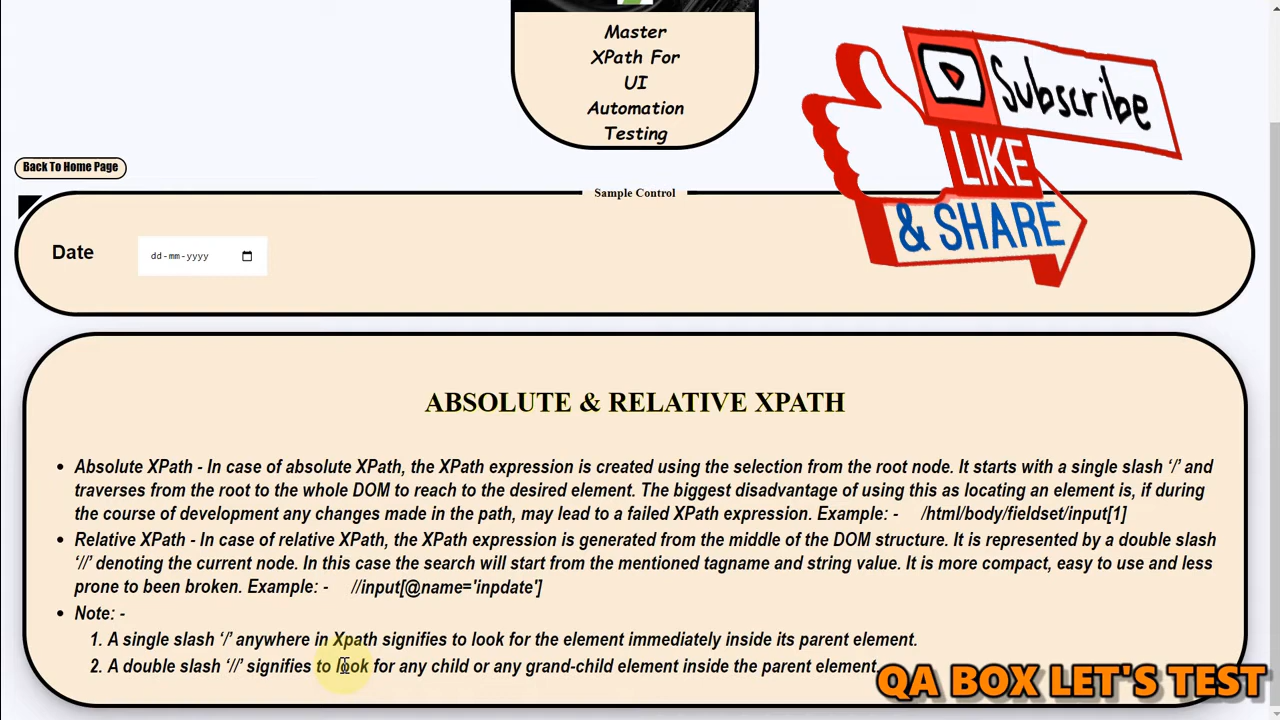 Master
XPath For
UI
Automation
Testing
Subscribe
LIKE
& SHARE
Back To Home Page
Sample Control
Date
dd-mm-yyyy
ABSOLUTE & RELATIVE XPATH
• Absolute XPath - In case of absolute XPath, the XPath expression is created using the selection from the root node. It starts with a single slash ‘/’ and
traverses from the root to the whole DOM to reach to the desired element. The biggest disadvantage of using this as locating an element is, if during
the course of development any changes made in the path, may lead to a failed XPath expression. Example: - /html/body/fieldset/input[1]
• Relative XPath - In case of relative XPath, the XPath expression is generated from the middle of the DOM structure. It is represented by a double slash
‘//’ denoting the current node. In this case the search will start from the mentioned tagname and string value. It is more compact, easy to use and less
prone to been broken. Example: - //input[@name='inpdate']
• Note: -
1. A single slash ‘/’ anywhere in Xpath signifies to look for the element immediately inside its parent element.
2. A double slash ‘//’ signifies to look for any child or any grand-child element inside the parent element.
QA BOX LET'S TEST